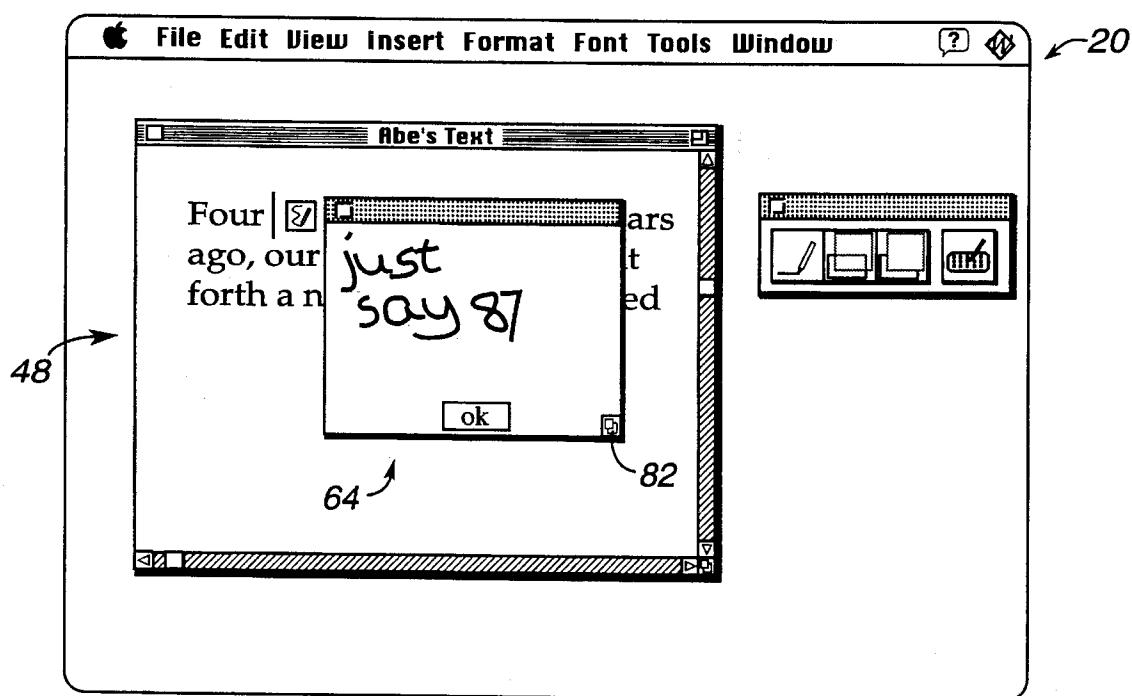 File Edit View Insert Format Font Tools Window ?
20
Abe's Text
Four ars
ago, our t
forth a n ed
just
say 87
ok
48
64
82